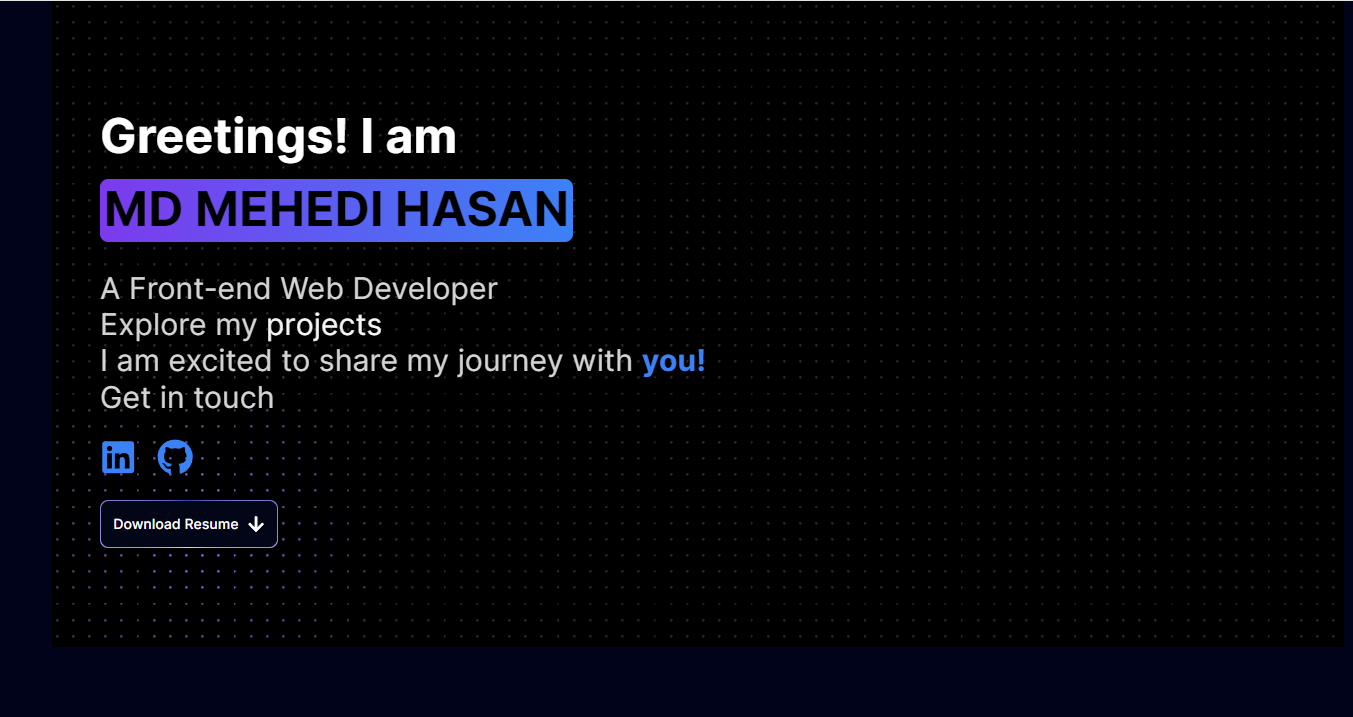 Greetings! I am
MD MEHEDI HASAN
A Front-end Web Developer
Explore my projects
I am excited to share my journey with you!
Get in touch
in
Download Resume